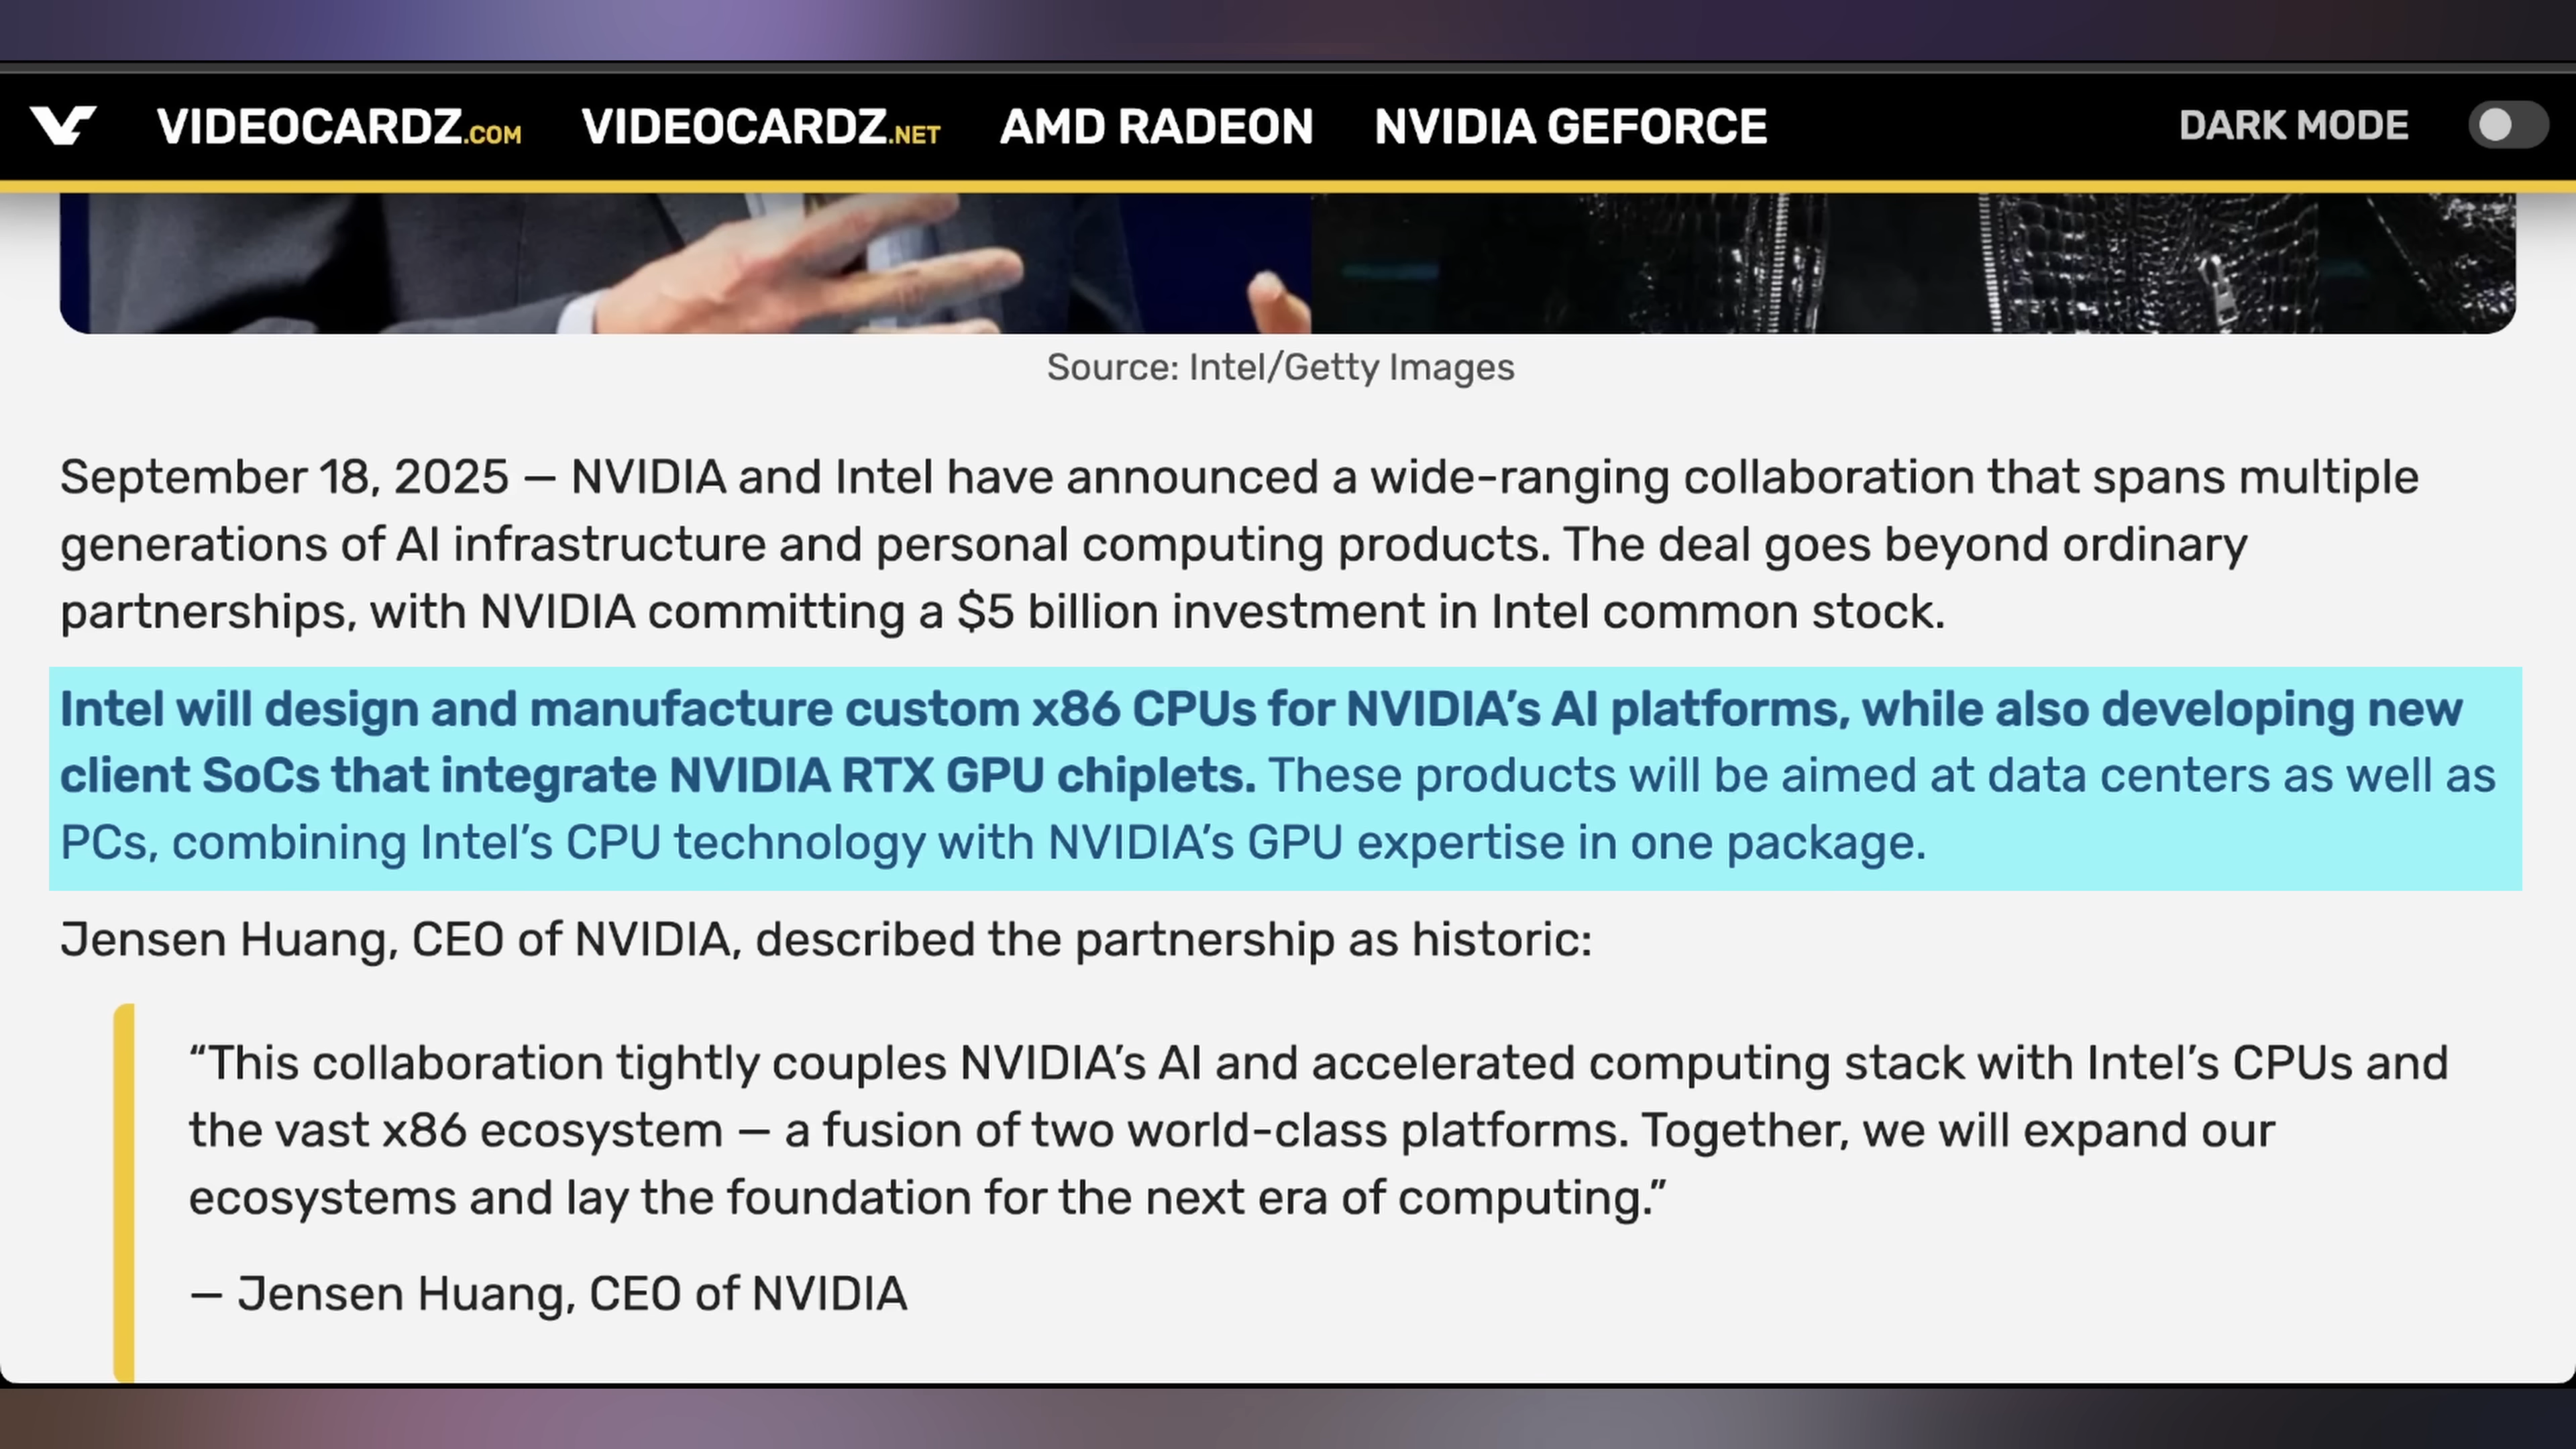 VIDEOCARDZ.COM VIDEOCARDZ.NET AMD RADEON NVIDIA GEFORCE DARK MODE
Source: Intel/Getty Images
September 18, 2025 — NVIDIA and Intel have announced a wide-ranging collaboration that spans multiple
generations of AI infrastructure and personal computing products. The deal goes beyond ordinary
partnerships, with NVIDIA committing a $5 billion investment in Intel common stock.
Intel will design and manufacture custom x86 CPUs for NVIDIA’s AI platforms, while also developing new
client SoCs that integrate NVIDIA RTX GPU chiplets. These products will be aimed at data centers as well as
PCs, combining Intel’s CPU technology with NVIDIA’s GPU expertise in one package.
Jensen Huang, CEO of NVIDIA, described the partnership as historic:
“This collaboration tightly couples NVIDIA’s AI and accelerated computing stack with Intel’s CPUs and
the vast x86 ecosystem — a fusion of two world-class platforms. Together, we will expand our
ecosystems and lay the foundation for the next era of computing.”
— Jensen Huang, CEO of NVIDIA